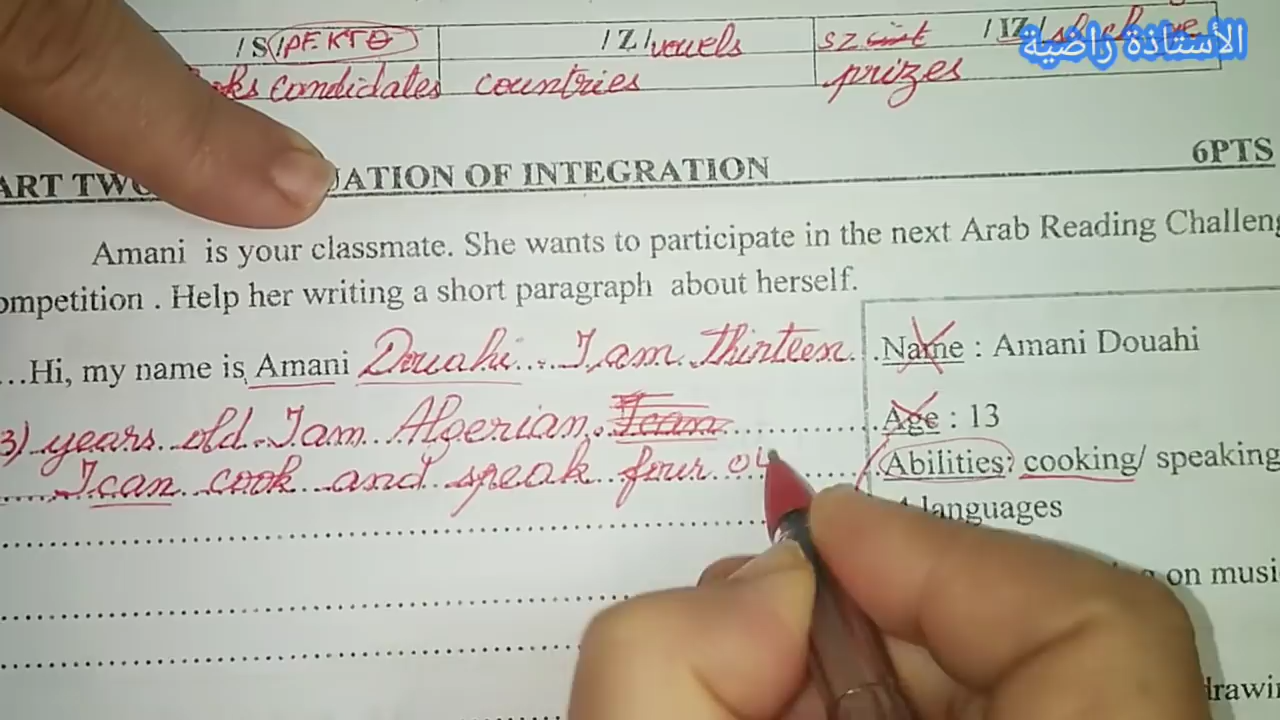 /S/ PEKTΘ /Z/ vowels sz /IZ/
الأستاذة راضية
candidates countries prizes
ART UATION OF INTEGRATION 6PTS
Amani is your classmate. She wants to participate in the next Arab Reading Challeng
ompetition . Help her writing a short paragraph about herself.
...Hi, my name is Amani Douahi... I am thirteen. Name : Amani Douahi
3) years old. I am Algerian. I can Age : 13
I can cook and speak four Abilities: cooking/ speaking
languages
on musi
drawin